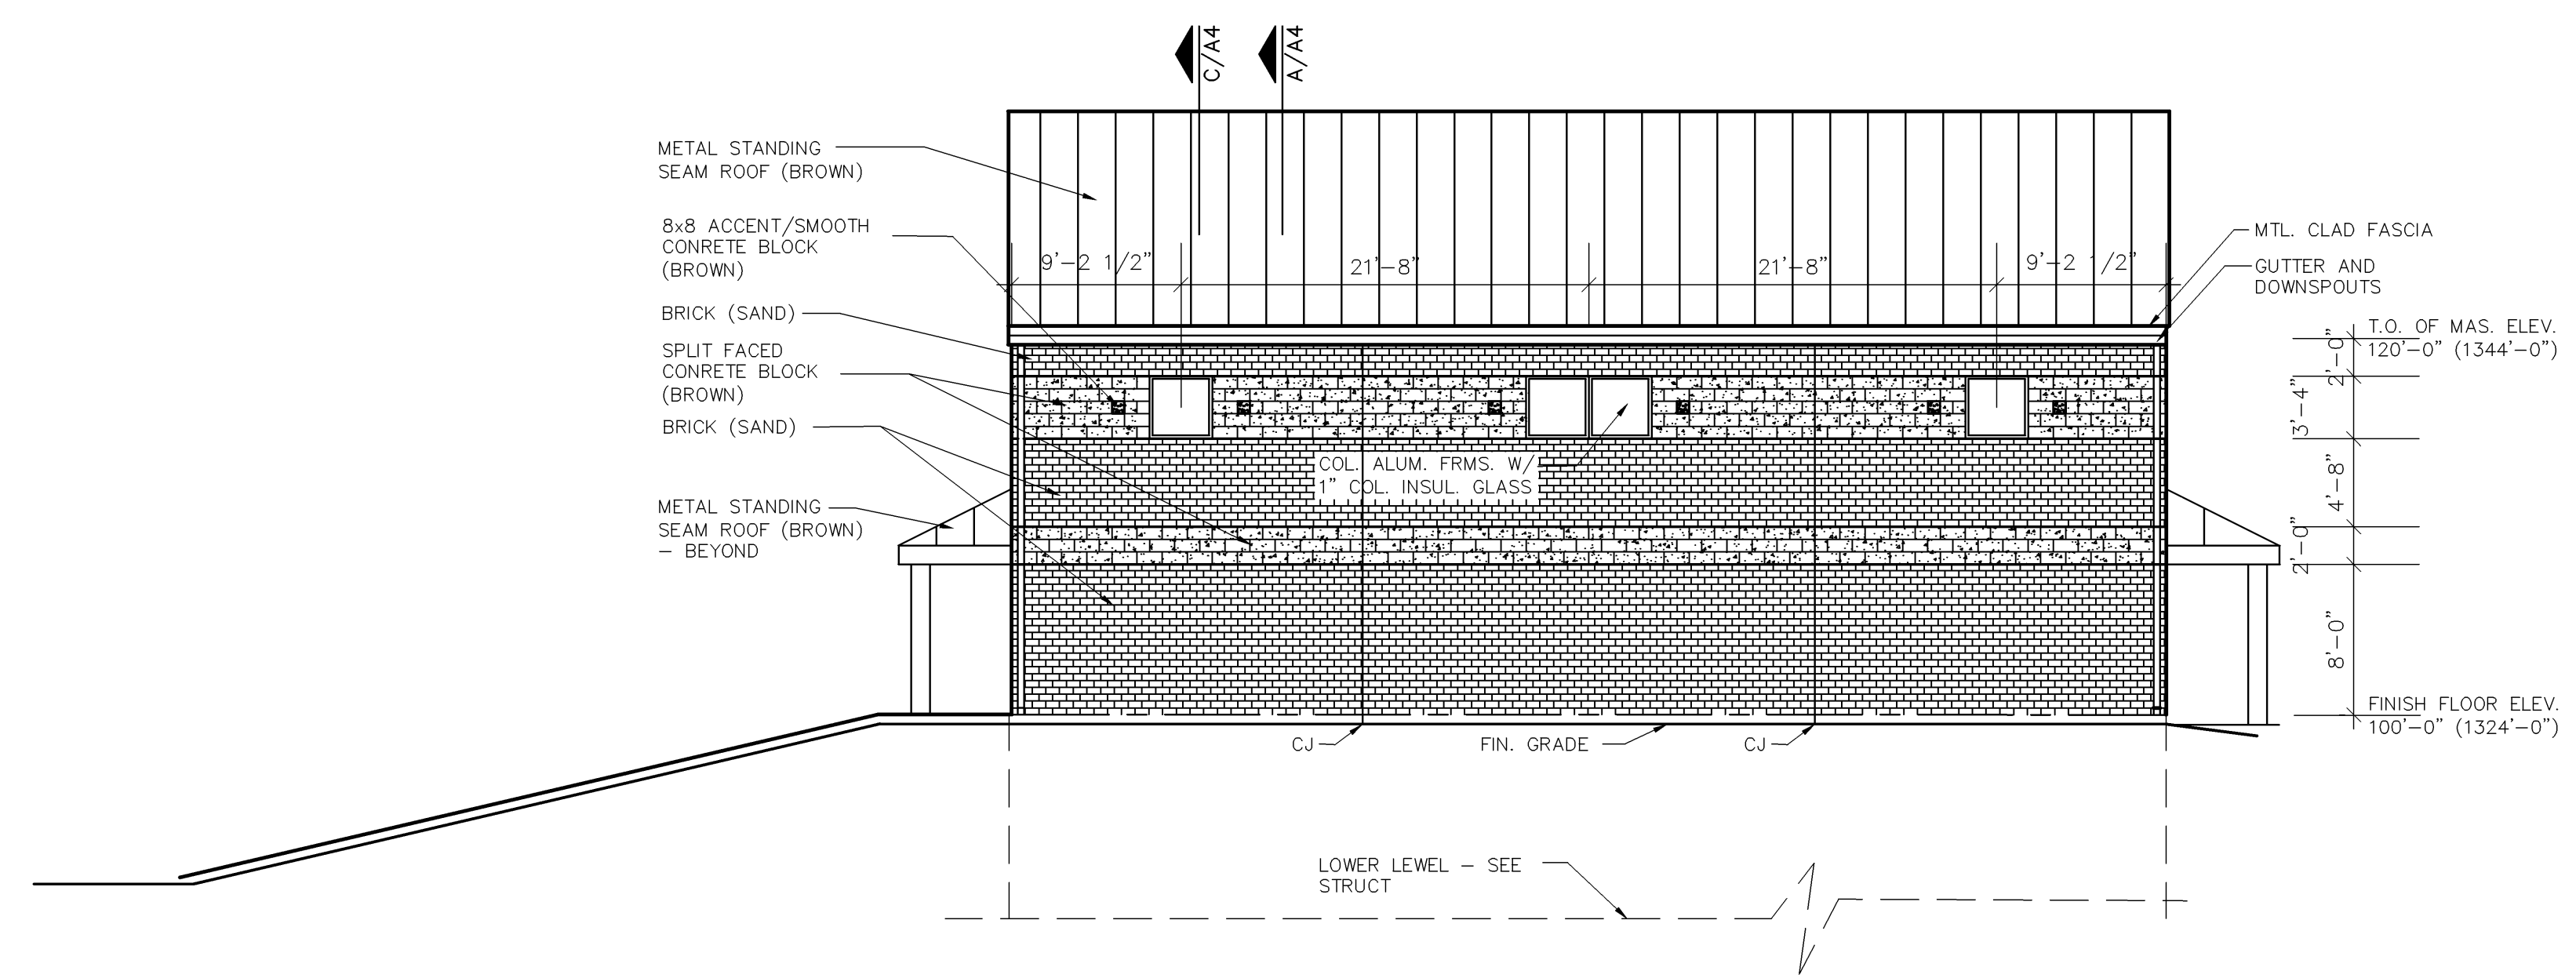 C/A4
A/A4
METAL STANDING
SEAM ROOF (BROWN)
8x8 ACCENT/SMOOTH
CONRETE BLOCK
(BROWN)
BRICK (SAND)
SPLIT FACED
CONRETE BLOCK
(BROWN)
BRICK (SAND)
METAL STANDING
SEAM ROOF (BROWN)
– BEYOND
9'–2 1/2"
21'–8"
21'–8"
9'–2 1/2"
COL. ALUM. FRMS. W/
1" COL. INSUL. GLASS
MTL. CLAD FASCIA
GUTTER AND
DOWNSPOUTS
T.O. OF MAS. ELEV.
120'–0" (1344'–0")
2'–0"
3'–4"
4'–8"
2'–0"
8'–0"
FINISH FLOOR ELEV.
100'–0" (1324'–0")
CJ
FIN. GRADE
CJ
LOWER LEWEL – SEE
STRUCT